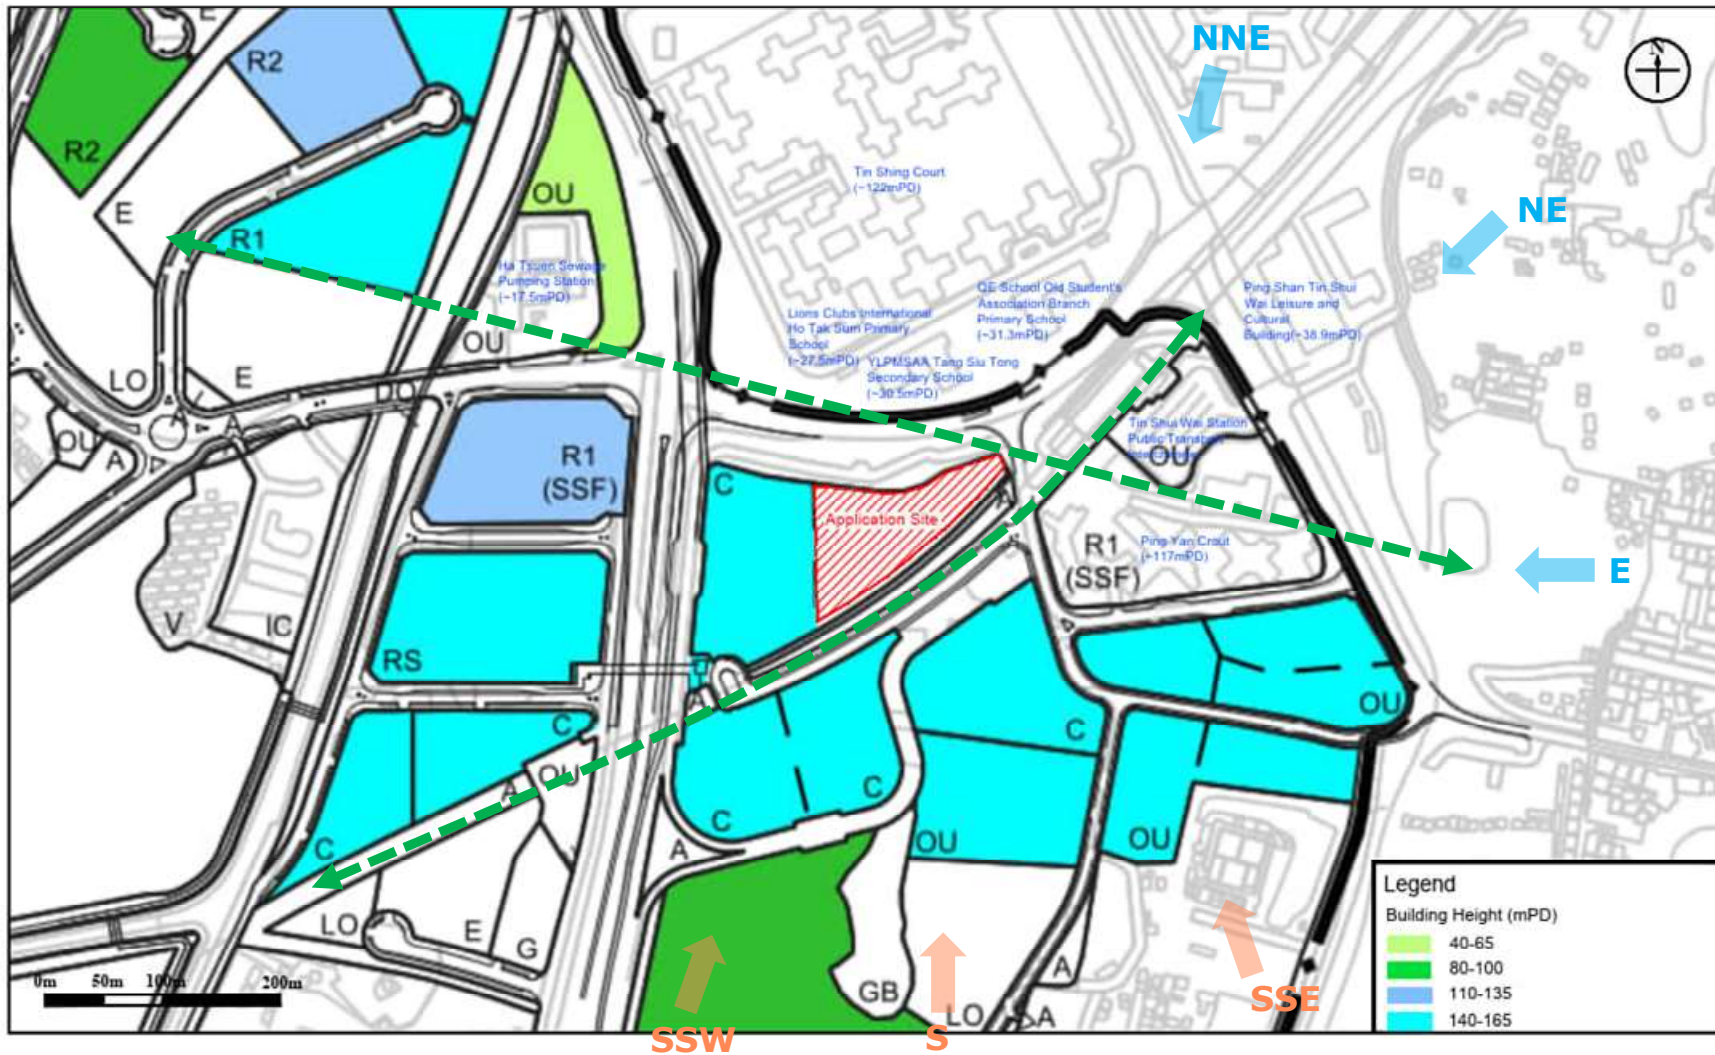 E
NNE
N
R2
R2
Tin Shing Court
(~122mPD)
OU
NE
E
R1
Ha Tsuen Sewage
Pumping Station
(~17.5mPD)
QE School Old Student's
Association Branch
Primary School
(~31.3mPD)
Ping Shan Tin Shui
Wai Leisure and
Cultural
Building(~38.9mPD)
Lions Clubs International
Ho Tak Sum Primary
School
(~27.5mPD)
OU
YLPMSAA Tang Siu Tong
Secondary School
(~30.5mPD)
LO
E
A
A
OU
A
Tin Shui Wai Station
Public Transport
OU
R1
(SSF)
C
Application Site
Ping Yan Crout
(~117mPD)
R1
(SSF)
E
V
IC
RS
A
OU
C
C
OU
A
C
C
C
OU
OU
A
LO
E
G
GB
A
LO
A
SSW
S
SSE
0m
50m
100m
200m
Legend
Building Height (mPD)
40-65
80-100
110-135
140-165